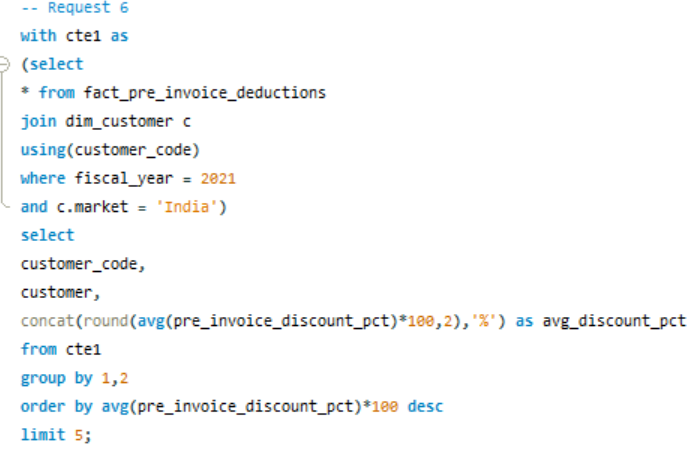 -- Request 6
with cte1 as
(select
* from fact_pre_invoice_deductions
join dim_customer c
using(customer_code)
where fiscal_year = 2021
and c.market = 'India')
select
customer_code,
customer,
concat(round(avg(pre_invoice_discount_pct)*100,2),'%') as avg_discount_pct
from cte1
group by 1,2
order by avg(pre_invoice_discount_pct)*100 desc
limit 5;